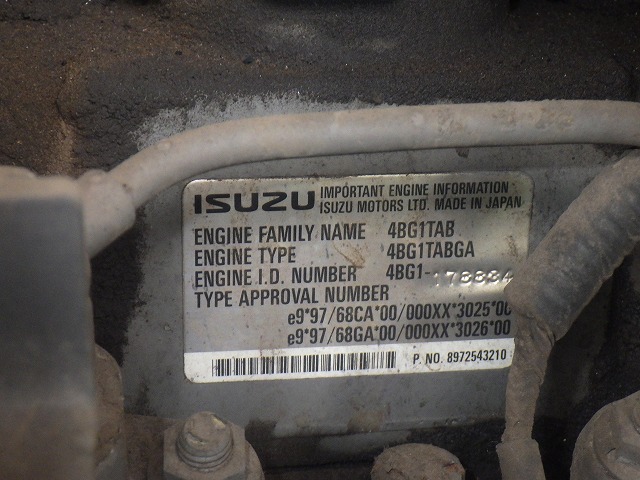 ISUZU IMPORTANT ENGINE INFORMATION
ISUZU MOTORS LTD. MADE IN JAPAN
ENGINE FAMILY NAME 4BG1TAB
ENGINE TYPE 4BG1TABGA
ENGINE I.D. NUMBER 4BG1-178834
TYPE APPROVAL NUMBER
e9*97/68CA*00/000XX*3025*00
e9*97/68GA*00/000XX*3026*00
P. NO. 8972543210